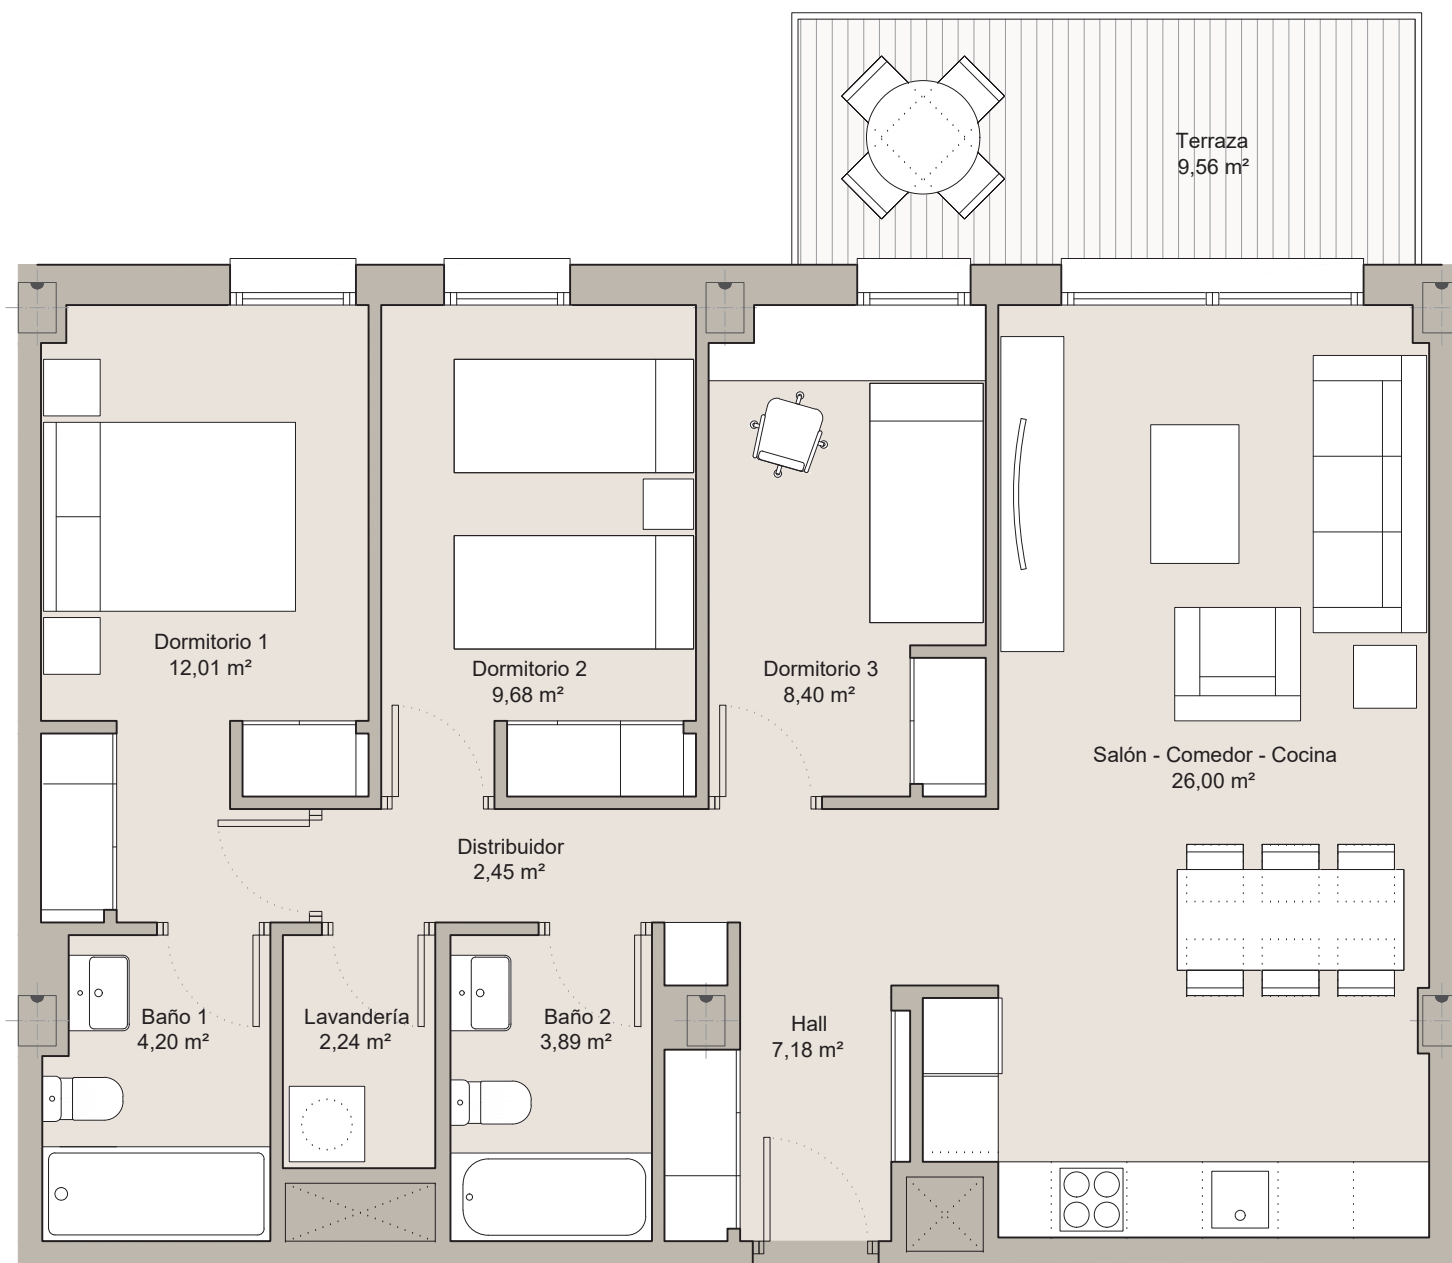 Terraza
9,56 m²
Dormitorio 1
12,01 m²
Dormitorio 2
9,68 m²
Dormitorio 3
8,40 m²
Salón - Comedor - Cocina
26,00 m²
Distribuidor
2,45 m²
Baño 1
4,20 m²
Lavandería
2,24 m²
Baño 2
3,89 m²
Hall
7,18 m²